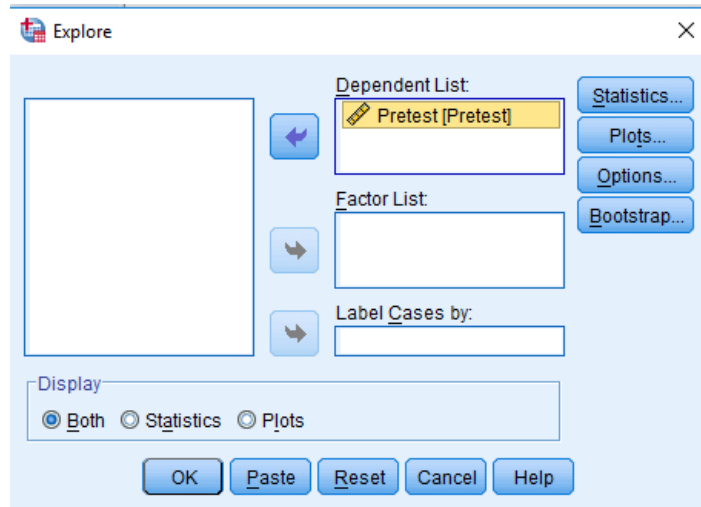 Explore
Dependent List:
Pretest [Pretest]
Statistics...
Plots...
Options...
Bootstrap...
Factor List:
Label Cases by:
Display
Both Statistics Plots
OK Paste Reset Cancel Help